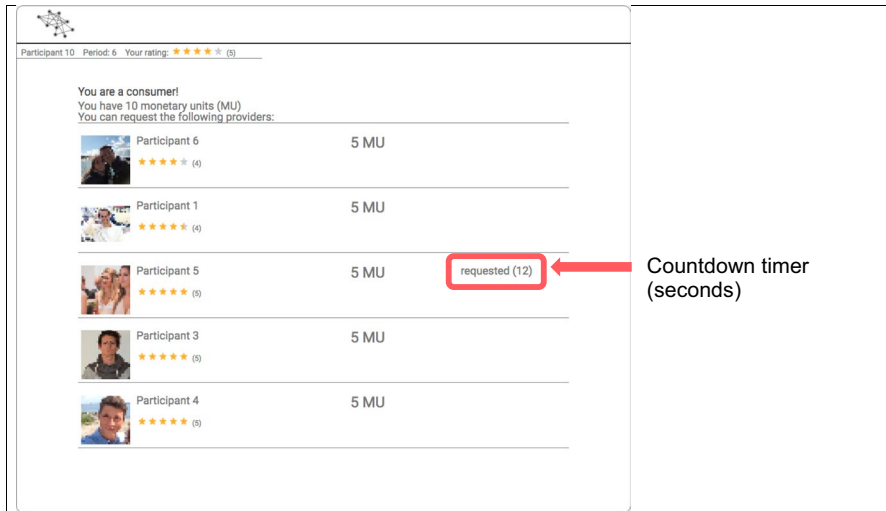 Participant 10 Period: 6 Your rating: ★★★★★ (5)
You are a consumer!
You have 10 monetary units (MU)
You can request the following providers:
Participant 6 5 MU
★★★★★ (4)
Participant 1 5 MU
★★★★★ (4)
Participant 5 5 MU requested (12)
★★★★★ (5)
Participant 3 5 MU
★★★★★ (5)
Participant 4 5 MU
★★★★★ (5)
Countdown timer
(seconds)